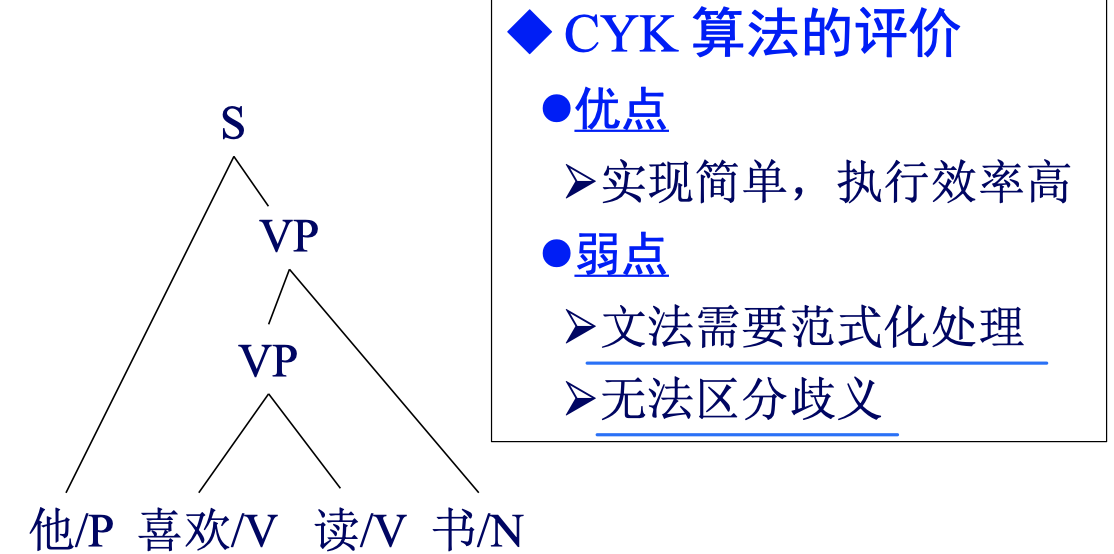 S
VP
VP
他/P 喜欢/V 读/V 书/N
◆ CYK 算法的评价
●优点
➢实现简单，执行效率高
●弱点
➢文法需要范式化处理
➢无法区分歧义